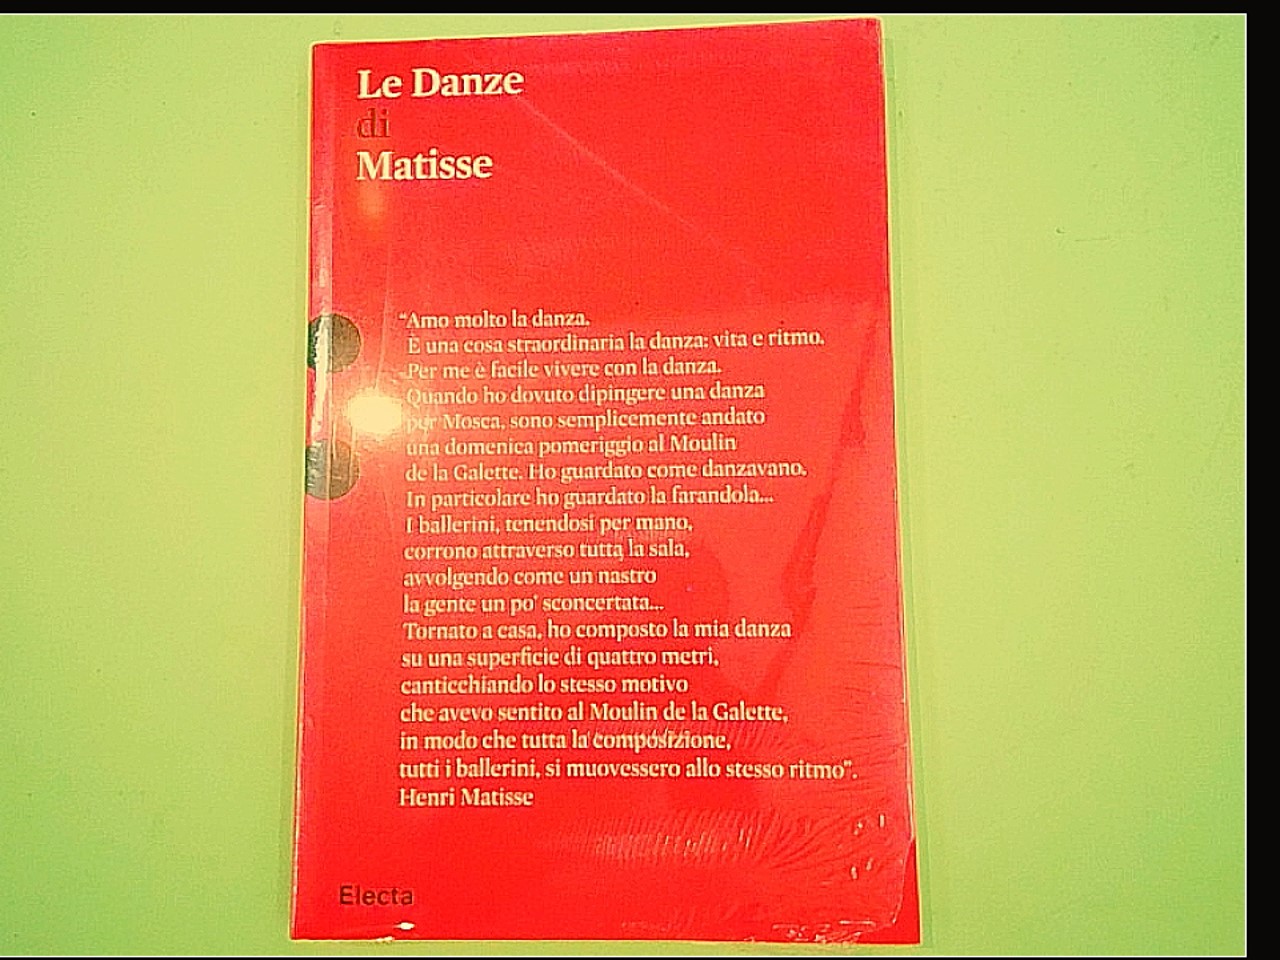 Le Danze
di
Matisse
“Amo molto la danza.
È una cosa straordinaria la danza: vita e ritmo.
Per me è facile vivere con la danza.
Quando ho dovuto dipingere una danza
per Mosca, sono semplicemente andato
una domenica pomeriggio al Moulin
de la Galette. Ho guardato come danzavano.
In particolare ho guardato la farandola...
I ballerini, tenendosi per mano,
corrono attraverso tutta la sala,
avvolgendo come un nastro
la gente un po' sconcertata...
Tornato a casa, ho composto la mia danza
su una superficie di quattro metri,
canticchiando lo stesso motivo
che avevo sentito al Moulin de la Galette,
in modo che tutta la composizione,
tutti i ballerini, si muovessero allo stesso ritmo”.
Henri Matisse
Electa